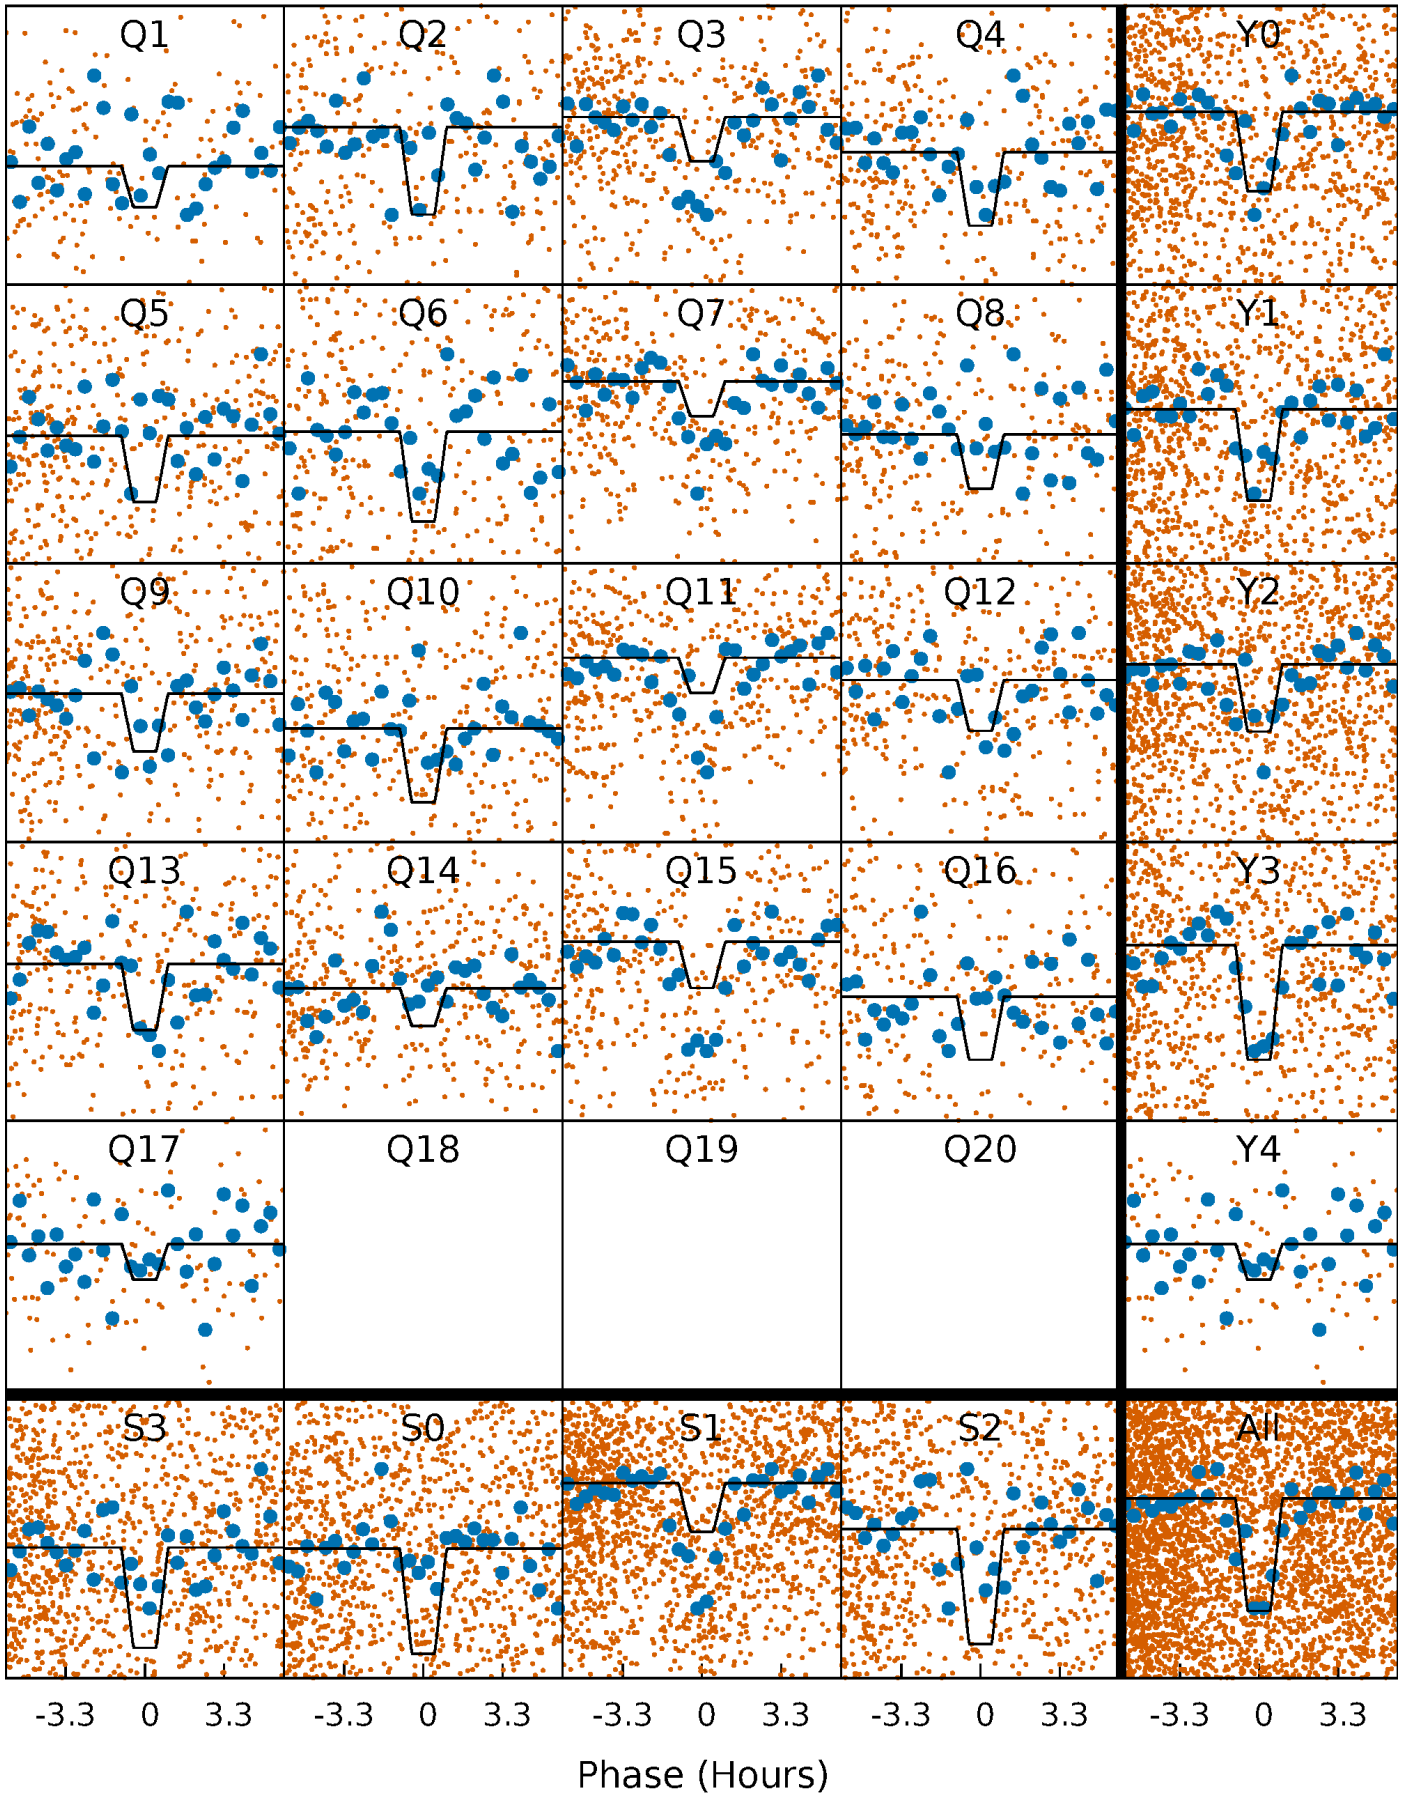 Q1 Q2 Q3 Q4 Y0
Q5 Q6 Q7 Q8 Y1
Q9 Q10 Q11 Q12 Y2
Q13 Q14 Q15 Q16 Y3
Q17 Q18 Q19 Q20 Y4
S3 S0 S1 S2 All
-3.3 0 3.3 -3.3 0 3.3 -3.3 0 3.3 -3.3 0 3.3 -3.3 0 3.3
Phase (Hours)